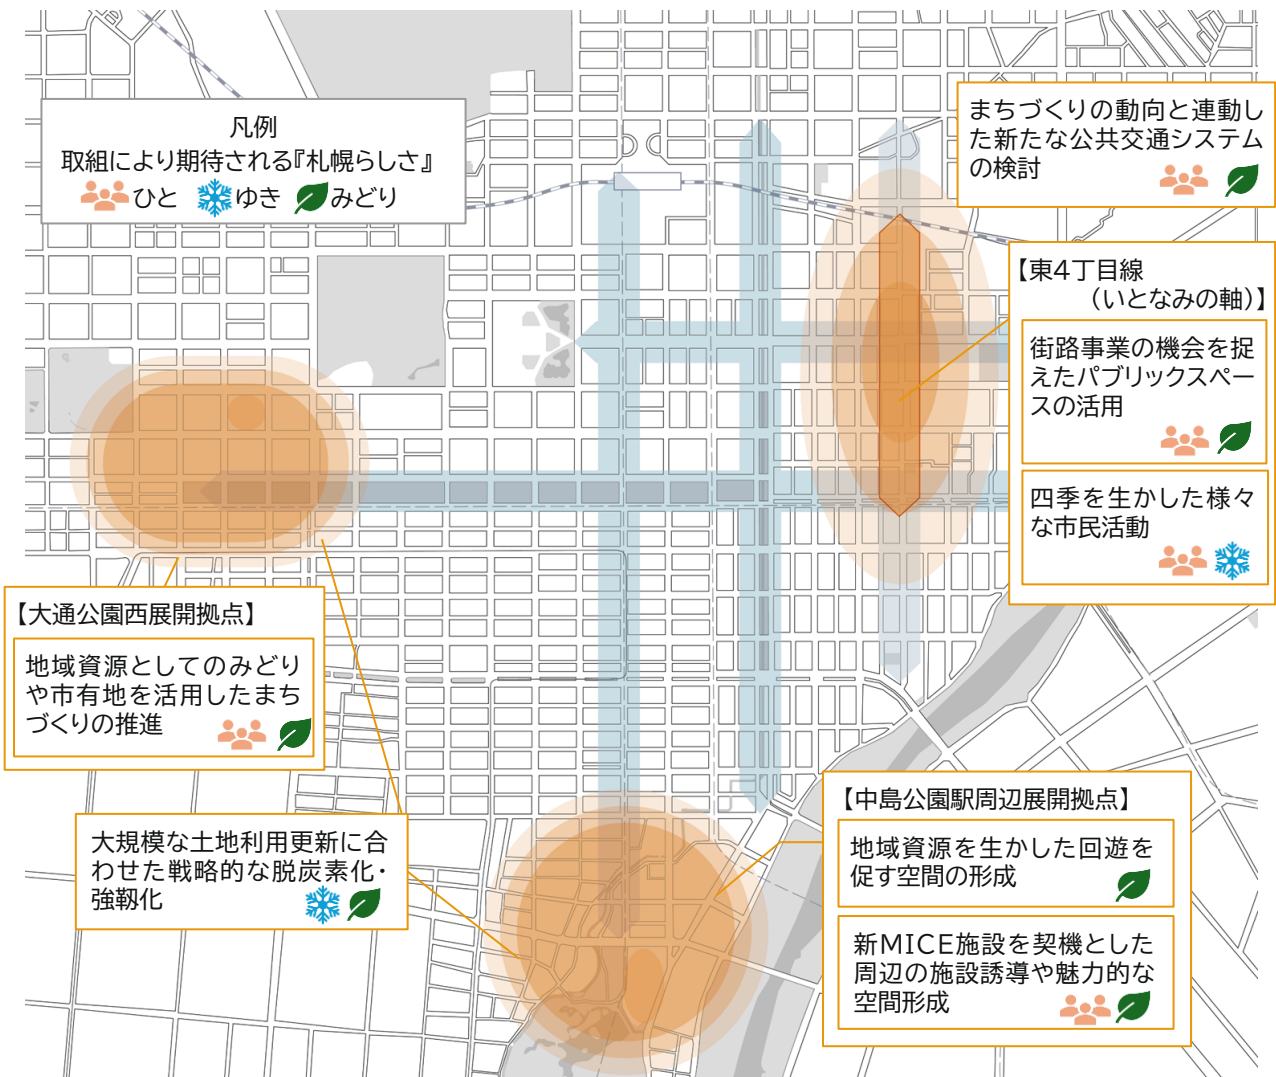 凡例
取組により期待される『札幌らしさ』
ひと ゆき みどり
まちづくりの動向と連動し
た新たな公共交通システム
の検討
【東4丁目線
(いとなみの軸)】
街路事業の機会を捉
えたパブリックスペー
スの活用
四季を生かした様々
な市民活動
【大通公園西展開拠点】
地域資源としてのみどり
や市有地を活用したまち
づくりの推進
大規模な土地利用更新に合
わせた戦略的な脱炭素化・
強靱化
【中島公園駅周辺展開拠点】
地域資源を生かした回遊を
促す空間の形成
新MICE施設を契機とした
周辺の施設誘導や魅力的な
空間形成